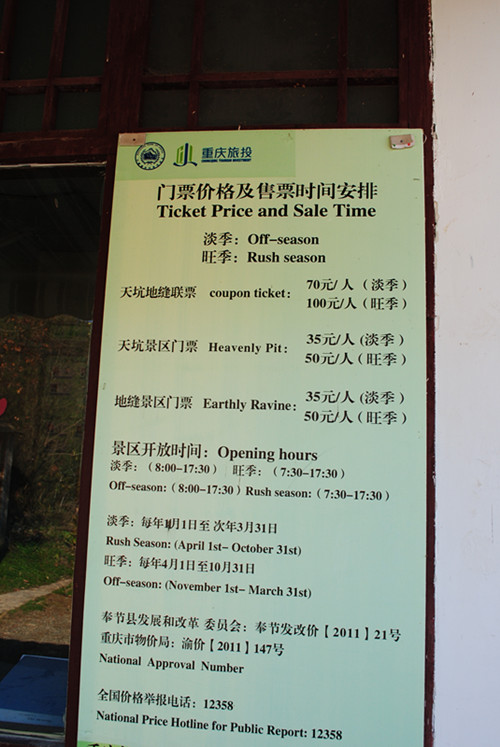 重庆旅投
CHONGQING TOURISM INVESTMENT
门票价格及售票时间安排
Ticket Price and Sale Time
淡季：Off-season
旺季：Rush season
天坑地缝联票 coupon ticket： 70元/人（淡季）
100元/人（旺季）
天坑景区门票 Heavenly Pit： 35元/人（淡季）
50元/人（旺季）
地缝景区门票 Earthly Ravine： 35元/人（淡季）
50元/人（旺季）
景区开放时间：Opening hours
淡季：（8:00-17:30） 旺季：（7:30-17:30）
Off-season:（8:00-17:30）Rush season:（7:30-17:30）
淡季：每年11月1日至 次年3月31日
Rush Season: (April 1st- October 31st)
旺季：每年4月1日至10月31日
Off-season: (November 1st- March 31st)
奉节县发展和改革 委员会：奉节发改价【2011】21号
重庆市物价局：渝价【2011】147号
National Approval Number
全国价格举报电话：12358
National Price Hotline for Public Report: 12358